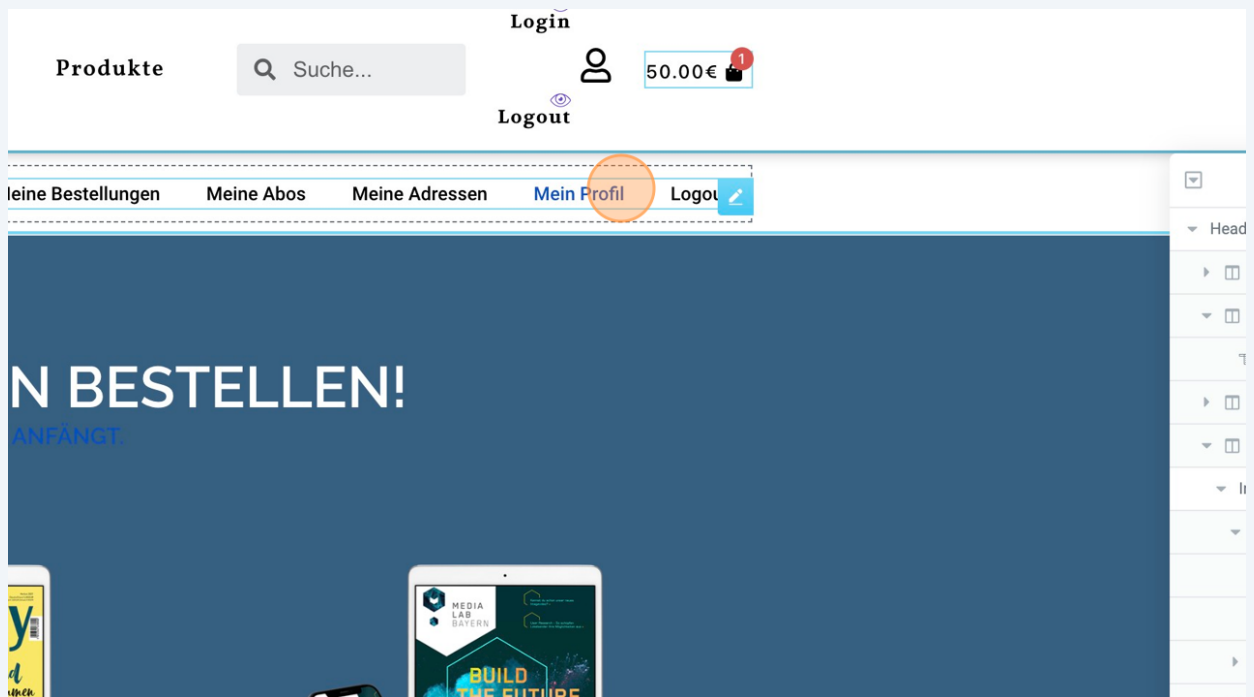 Login
Produkte
Suche...
50.00€
1
Logout
Meine Bestellungen
Meine Abos
Meine Adressen
Mein Profil
Logou
Head
N BESTELLEN!
ANFÄNGT.
MEDIA
LAB
BAYERN
BUILD
THE FUTURE